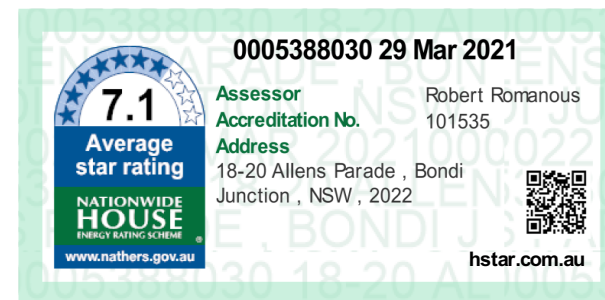 0005388030 29 Mar 2021
7.1
Average
star rating
NATIONWIDE
HOUSE
ENERGY RATING SCHEME
www.nathers.gov.au
Assessor Robert Romanous
Accreditation No. 101535
Address
18-20 Allens Parade , Bondi
Junction , NSW , 2022
hstar.com.au